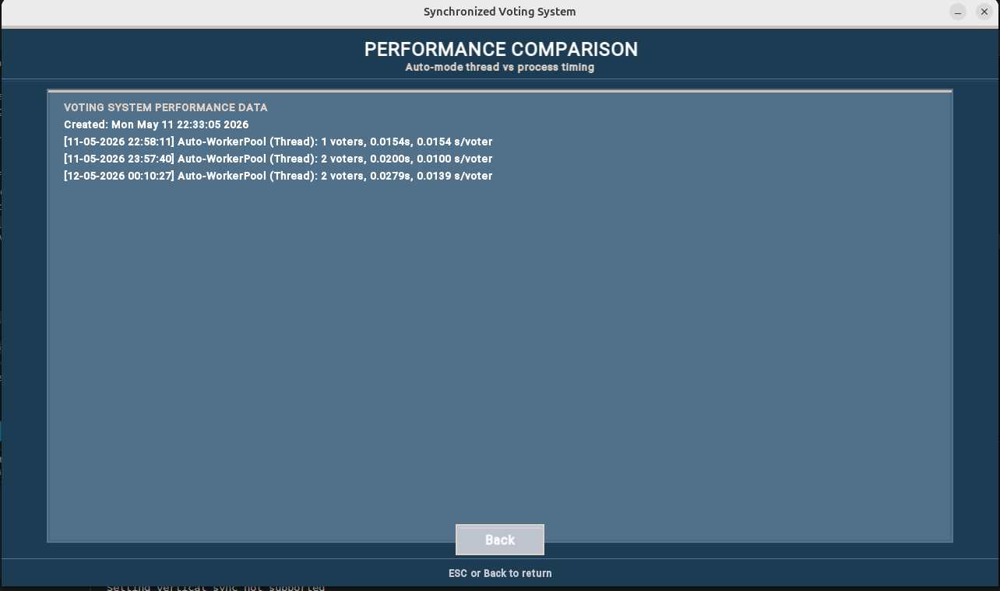 Synchronized Voting System
PERFORMANCE COMPARISON
Auto-mode thread vs process timing
VOTING SYSTEM PERFORMANCE DATA
Created: Mon May 11 22:33:05 2026
[11-05-2026 22:58:11] Auto-WorkerPool (Thread): 1 voters, 0.0154s, 0.0154 s/voter
[11-05-2026 23:57:40] Auto-WorkerPool (Thread): 2 voters, 0.0200s, 0.0100 s/voter
[12-05-2026 00:10:27] Auto-WorkerPool (Thread): 2 voters, 0.0279s, 0.0139 s/voter
Back
ESC or Back to return
Setting vertical sync not supported